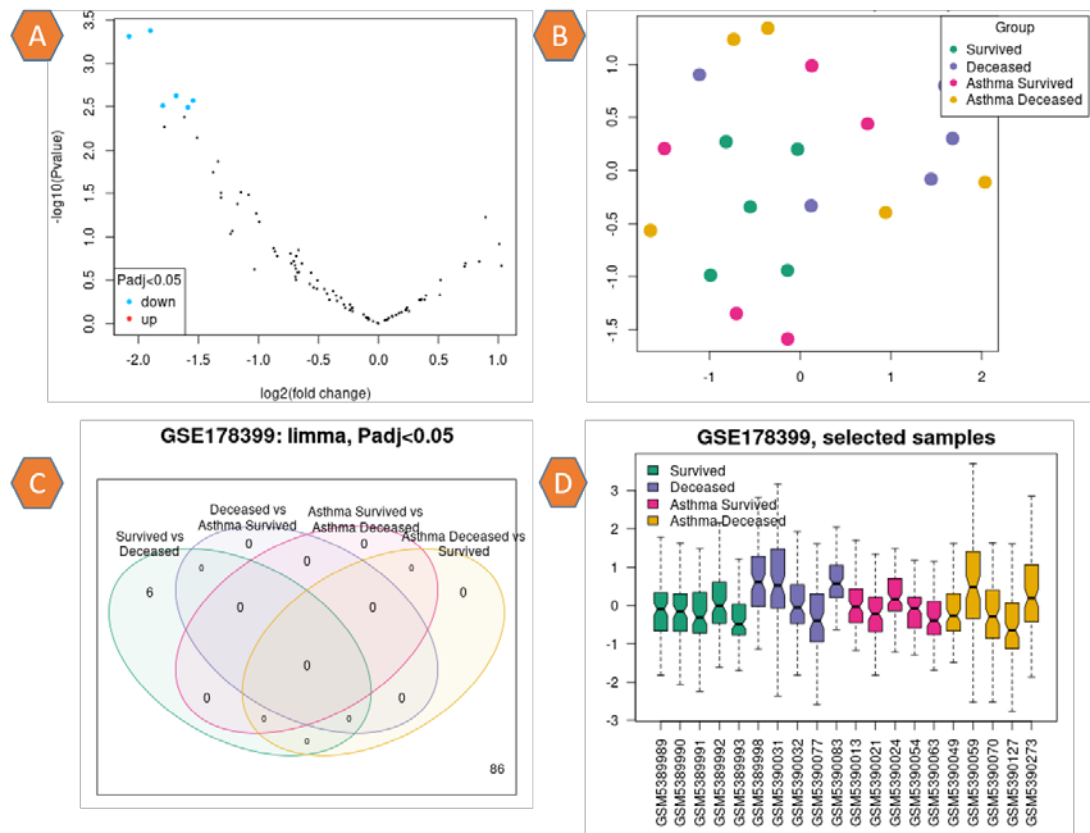 A
3.5
3.0
2.5
2.0
1.5
1.0
0.5
0.0
-log10(Pvalue)
Padj<0.05
down
up
-2.0 -1.5 -1.0 -0.5 0.0 0.5 1.0
log2(fold change)
B
Group
Survived
Deceased
Asthma Survived
Asthma Deceased
1.0
0.5
0.0
-0.5
-1.0
-1.5
-1 0 1 2
C
GSE178399: limma, Padj<0.05
Survived vs
Deceased
Deceased vs
Asthma Survived
Asthma Survived vs
Asthma Deceased
Asthma Deceased vs
Survived
0 0
0 0 0
6 0
0 0
0
0 0
0 0
0
86
D
GSE178399, selected samples
Survived
Deceased
Asthma Survived
Asthma Deceased
3
2
1
0
-1
-2
-3
GSM5389989
GSM5389990
GSM5389991
GSM5389992
GSM5389993
GSM5389998
GSM5390031
GSM5390032
GSM5390077
GSM5390083
GSM5390013
GSM5390021
GSM5390024
GSM5390054
GSM5390063
GSM5390049
GSM5390059
GSM5390070
GSM5390127
GSM5390273